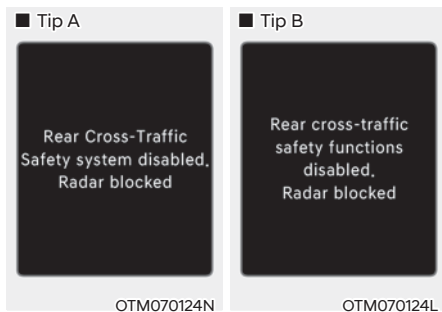 ■ Tip A
Rear Cross-Traffic
Safety system disabled.
Radar blocked
OTM070124N
■ Tip B
Rear cross-traffic
safety functions
disabled.
Radar blocked
OTM070124L